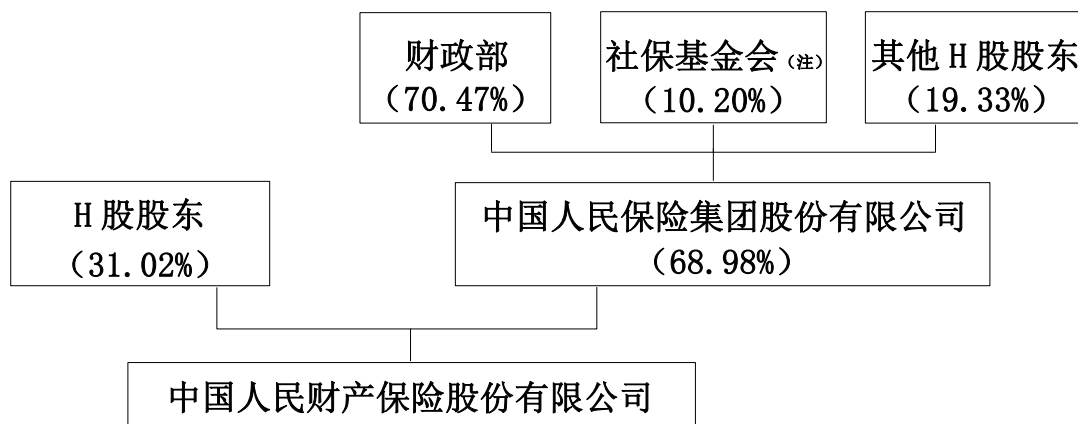 财政部
（70.47%）
社保基金会（注）
（10.20%）
其他 H 股股东
（19.33%）
H 股股东
（31.02%）
中国人民保险集团股份有限公司
（68.98%）
中国人民财产保险股份有限公司